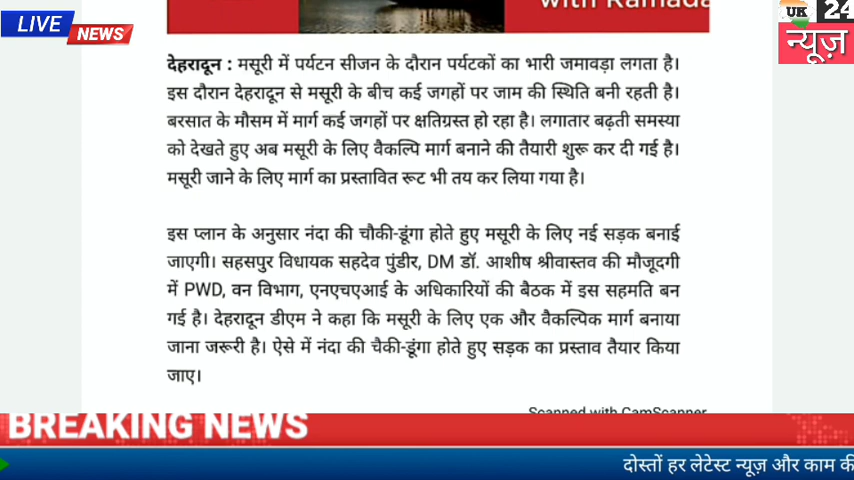 with Ramada
UK 24
LIVE NEWS
न्यूज़
देहरादून : मसूरी में पर्यटन सीजन के दौरान पर्यटकों का भारी जमावड़ा लगता है।
इस दौरान देहरादून से मसूरी के बीच कई जगहों पर जाम की स्थिति बनी रहती है।
बरसात के मौसम में मार्ग कई जगहों पर क्षतिग्रस्त हो रहा है। लगातार बढ़ती समस्या
को देखते हुए अब मसूरी के लिए वैकल्पि मार्ग बनाने की तैयारी शुरू कर दी गई है।
मसूरी जाने के लिए मार्ग का प्रस्तावित रूट भी तय कर लिया गया है।
इस प्लान के अनुसार नंदा की चौकी-डूंगा होते हुए मसूरी के लिए नई सड़क बनाई
जाएगी। सहसपुर विधायक सहदेव पुंडीर, DM डॉ. आशीष श्रीवास्तव की मौजूदगी
में PWD, वन विभाग, एनएचएआई के अधिकारियों की बैठक में इस सहमति बन
गई है। देहरादून डीएम ने कहा कि मसूरी के लिए एक और वैकल्पिक मार्ग बनाया
जाना जरूरी है। ऐसे में नंदा की चैकी-डूंगा होते हुए सड़क का प्रस्ताव तैयार किया
जाए।
Scanned with CamScanner
BREAKING NEWS
दोस्तों हर लेटेस्ट न्यूज़ और काम की